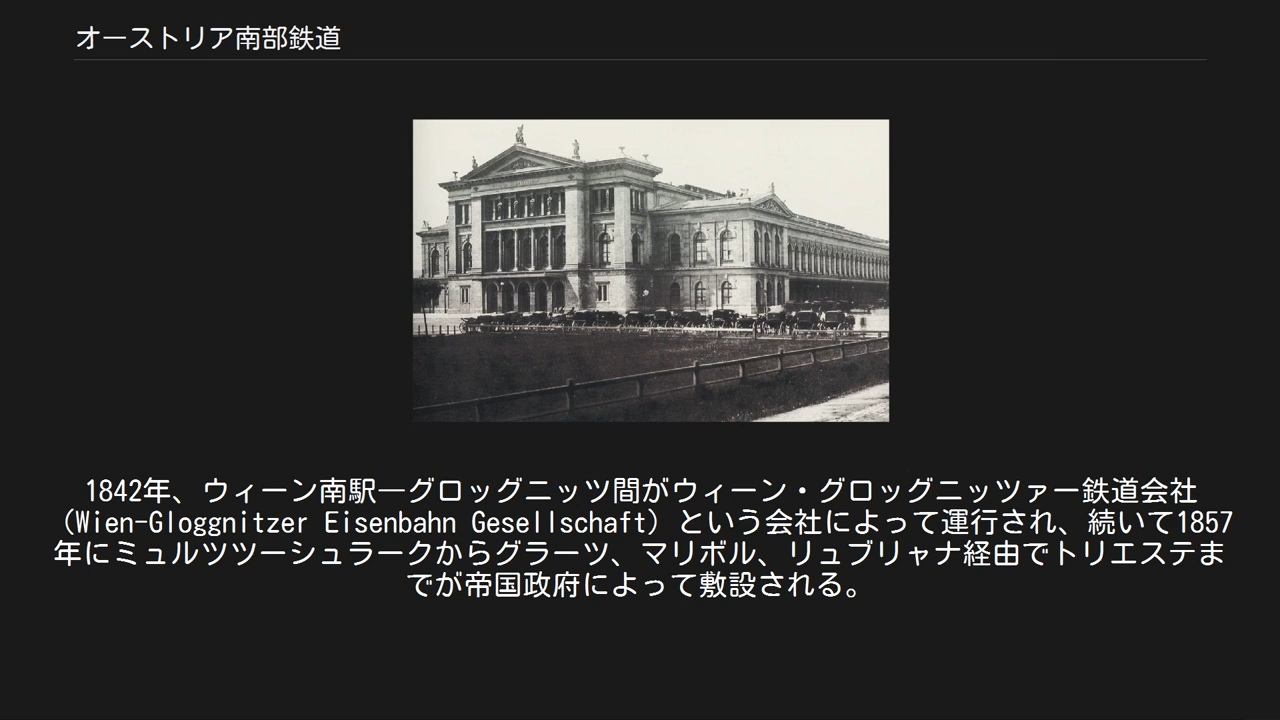 オーストリア南部鉄道
1842年、ウィーン南駅―グロッグニッツ間がウィーン・グロッグニッツァー鉄道会社
（Wien-Gloggnitzer Eisenbahn Gesellschaft）という会社によって運行され、続いて1857
年にミュルツツーシュラークからグラーツ、マリボル、リュブリャナ経由でトリエステま
でが帝国政府によって敷設される。